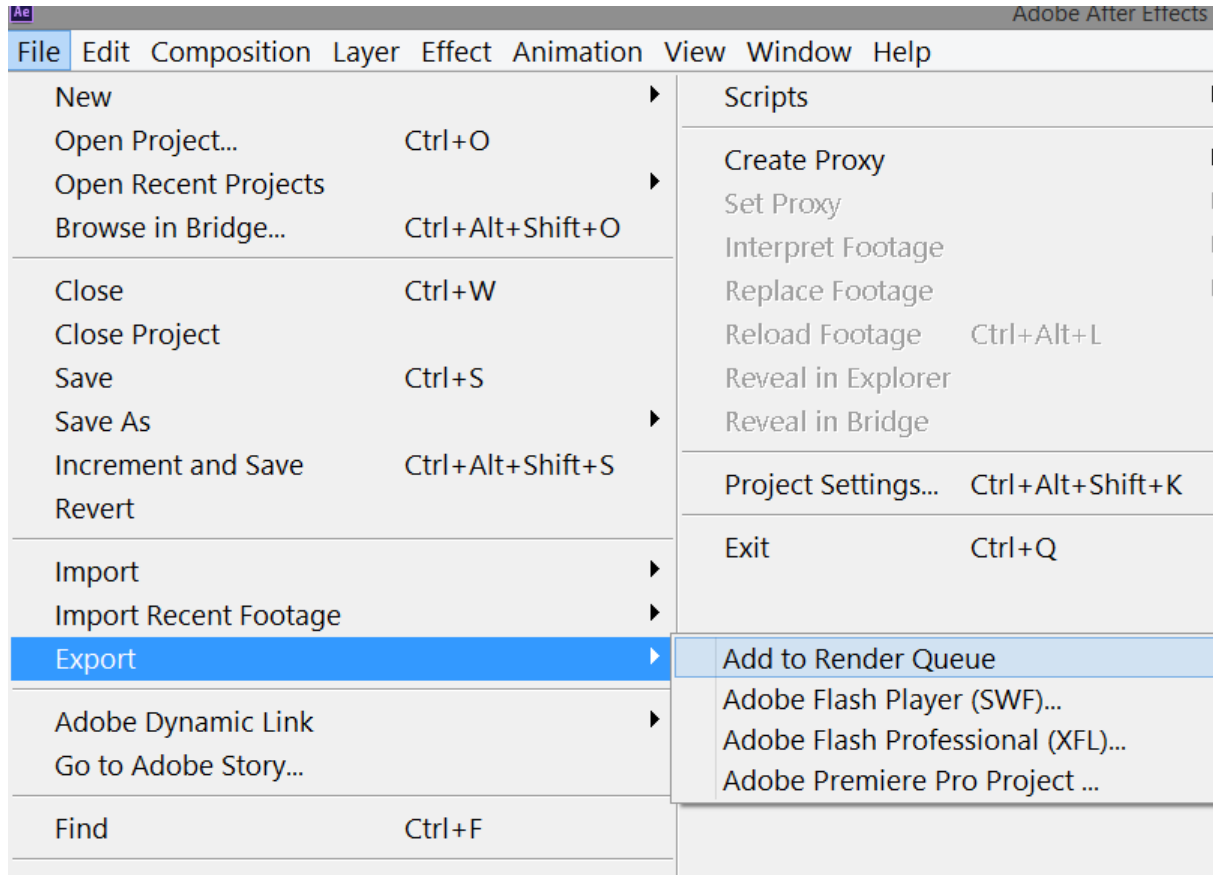 Ae
Adobe After Effects
File Edit Composition Layer Effect Animation View Window Help
New
Open Project... Ctrl+O
Open Recent Projects
Browse in Bridge... Ctrl+Alt+Shift+O
Close Ctrl+W
Close Project
Save Ctrl+S
Save As
Increment and Save Ctrl+Alt+Shift+S
Revert
Import
Import Recent Footage
Export
Adobe Dynamic Link
Go to Adobe Story...
Find Ctrl+F
Scripts
Create Proxy
Set Proxy
Interpret Footage
Replace Footage
Reload Footage Ctrl+Alt+L
Reveal in Explorer
Reveal in Bridge
Project Settings... Ctrl+Alt+Shift+K
Exit Ctrl+Q
Add to Render Queue
Adobe Flash Player (SWF)...
Adobe Flash Professional (XFL)...
Adobe Premiere Pro Project ...